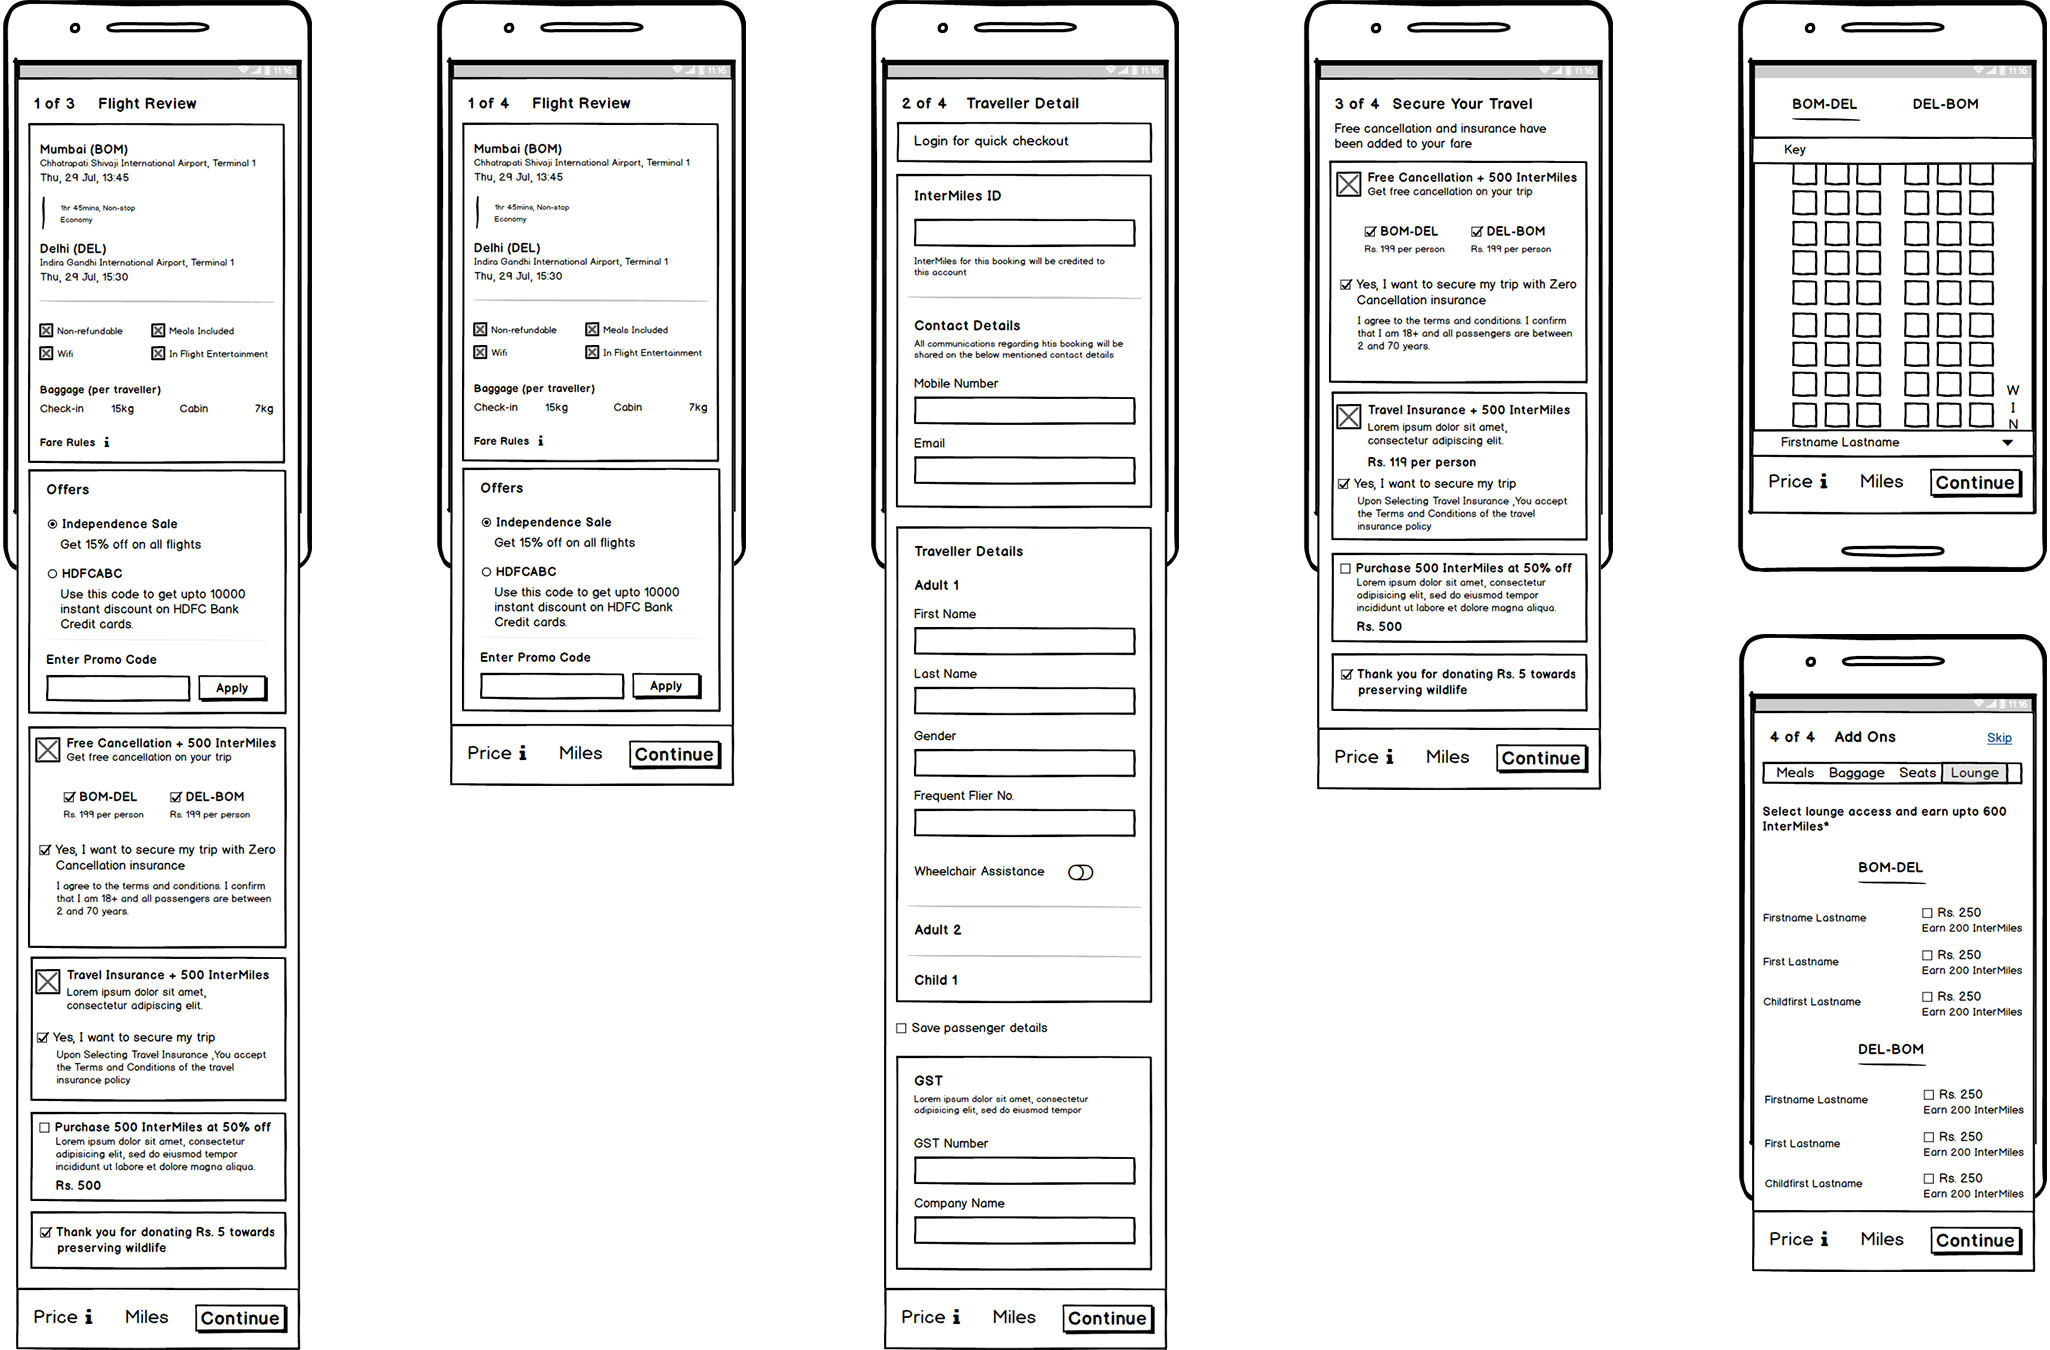 11:16
1 of 3 Flight Review
Mumbai (BOM)
Chhatrapati Shivaji International Airport, Terminal 1
Thu, 29 Jul, 13:45
1hr 45mins, Non-stop
Economy
Delhi (DEL)
Indira Gandhi International Airport, Terminal 1
Thu, 29 Jul, 15:30
Non-refundable Meals Included
Wifi In Flight Entertainment
Baggage (per traveller)
Check-in 15kg Cabin 7kg
Fare Rules i
Offers
Independence Sale
Get 15% off on all flights
HDFCABC
Use this code to get upto 10000
instant discount on HDFC Bank
Credit cards.
Enter Promo Code
Apply
Free Cancellation + 500 InterMiles
Get free cancellation on your trip
BOM-DEL DEL-BOM
Rs. 199 per person Rs. 199 per person
Yes, I want to secure my trip with Zero
Cancellation insurance
I agree to the terms and conditions. I confirm
that I am 18+ and all passengers are between
2 and 70 years.
Travel Insurance + 500 InterMiles
Lorem ipsum dolor sit amet,
consectetur adipiscing elit.
Yes, I want to secure my trip
Upon Selecting Travel Insurance ,You accept
the Terms and Conditions of the travel
insurance policy
Purchase 500 InterMiles at 50% off
Lorem ipsum dolor sit amet, consectetur
adipisicing elit, sed do eiusmod tempor
incididunt ut labore et dolore magna aliqua.
Rs. 500
Thank you for donating Rs. 5 towards
preserving wildlife
Price i Miles Continue
11:16
1 of 4 Flight Review
Mumbai (BOM)
Chhatrapati Shivaji International Airport, Terminal 1
Thu, 29 Jul, 13:45
1hr 45mins, Non-stop
Economy
Delhi (DEL)
Indira Gandhi International Airport, Terminal 1
Thu, 29 Jul, 15:30
Non-refundable Meals Included
Wifi In Flight Entertainment
Baggage (per traveller)
Check-in 15kg Cabin 7kg
Fare Rules i
Offers
Independence Sale
Get 15% off on all flights
HDFCABC
Use this code to get upto 10000
instant discount on HDFC Bank
Credit cards.
Enter Promo Code
Apply
Price i Miles Continue
11:16
2 of 4 Traveller Detail
Login for quick checkout
InterMiles ID
InterMiles for this booking will be credited to
this account
Contact Details
All communications regarding htis booking will be
shared on the below mentioned contact details
Mobile Number
Email
Traveller Details
Adult 1
First Name
Last Name
Gender
Frequent Flier No.
Wheelchair Assistance
Adult 2
Child 1
Save passenger details
GST
Lorem ipsum dolor sit amet, consectetur
adipisicing elit, sed do eiusmod tempor
GST Number
Company Name
Price i Miles Continue
11:16
3 of 4 Secure Your Travel
Free cancellation and insurance have
been added to your fare
Free Cancellation + 500 InterMiles
Get free cancellation on your trip
BOM-DEL DEL-BOM
Rs. 199 per person Rs. 199 per person
Yes, I want to secure my trip with Zero
Cancellation insurance
I agree to the terms and conditions. I confirm
that I am 18+ and all passengers are between
2 and 70 years.
Travel Insurance + 500 InterMiles
Lorem ipsum dolor sit amet,
consectetur adipiscing elit.
Rs. 119 per person
Yes, I want to secure my trip
Upon Selecting Travel Insurance ,You accept
the Terms and Conditions of the travel
insurance policy
Purchase 500 InterMiles at 50% off
Lorem ipsum dolor sit amet, consectetur
adipisicing elit, sed do eiusmod tempor
incididunt ut labore et dolore magna aliqua.
Rs. 500
Thank you for donating Rs. 5 towards
preserving wildlife
Price i Miles Continue
11:16
BOM-DEL DEL-BOM
Key
W
I
N
Firstname Lastname
Price i Miles Continue
11:16
4 of 4 Add Ons Skip
Meals Baggage Seats Lounge
Select lounge access and earn upto 600
InterMiles*
BOM-DEL
Firstname Lastname Rs. 250
Earn 200 InterMiles
First Lastname Rs. 250
Earn 200 InterMiles
Childfirst Lastname Rs. 250
Earn 200 InterMiles
DEL-BOM
Firstname Lastname Rs. 250
Earn 200 InterMiles
First Lastname Rs. 250
Earn 200 InterMiles
Childfirst Lastname Rs. 250
Earn 200 InterMiles
Price i Miles Continue